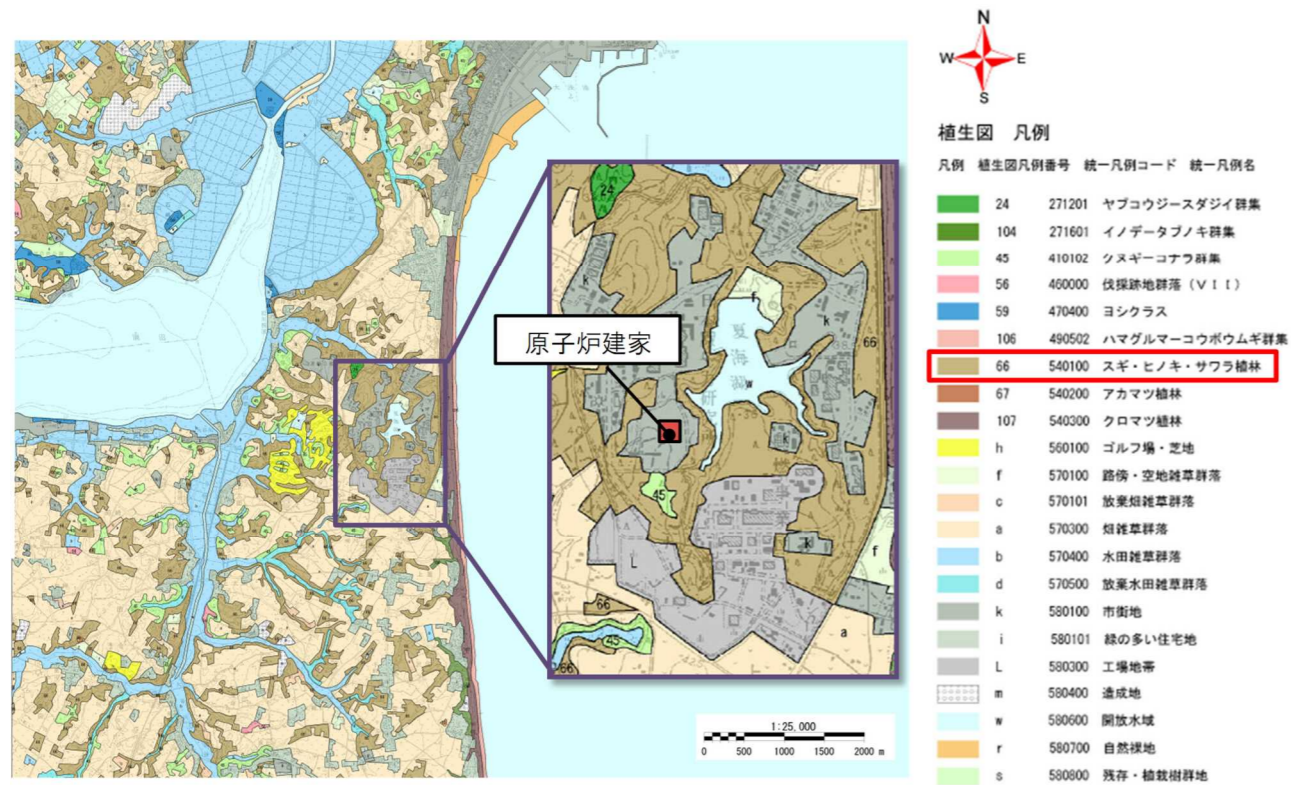 N
W E
S
植生図 凡例
凡例 植生図凡例番号 統一凡例コード 統一凡例名
24 271201 ヤブコウジースダジイ群集
104 271601 イノデータブノキ群集
45 410102 クヌギーコナラ群集
56 460000 伐採跡地群落（ＶＩＩ）
59 470400 ヨシクラス
106 490502 ハマグルマーコウボウムギ群集
66 540100 スギ・ヒノキ・サワラ植林
67 540200 アカマツ植林
107 540300 クロマツ植林
h 560100 ゴルフ場・芝地
f 570100 路傍・空地雑草群落
c 570101 放棄畑雑草群落
a 570300 畑雑草群落
b 570400 水田雑草群落
d 570500 放棄水田雑草群落
k 580100 市街地
i 580101 緑の多い住宅地
L 580300 工場地帯
m 580400 造成地
w 580600 開放水域
r 580700 自然裸地
s 580800 残存・植栽樹群地
24
k
f
k
66
夏海
w
原子炉建家
k
45
k
L
f
66
45
a
66
1:25,000
0 500 1000 1500 2000 m